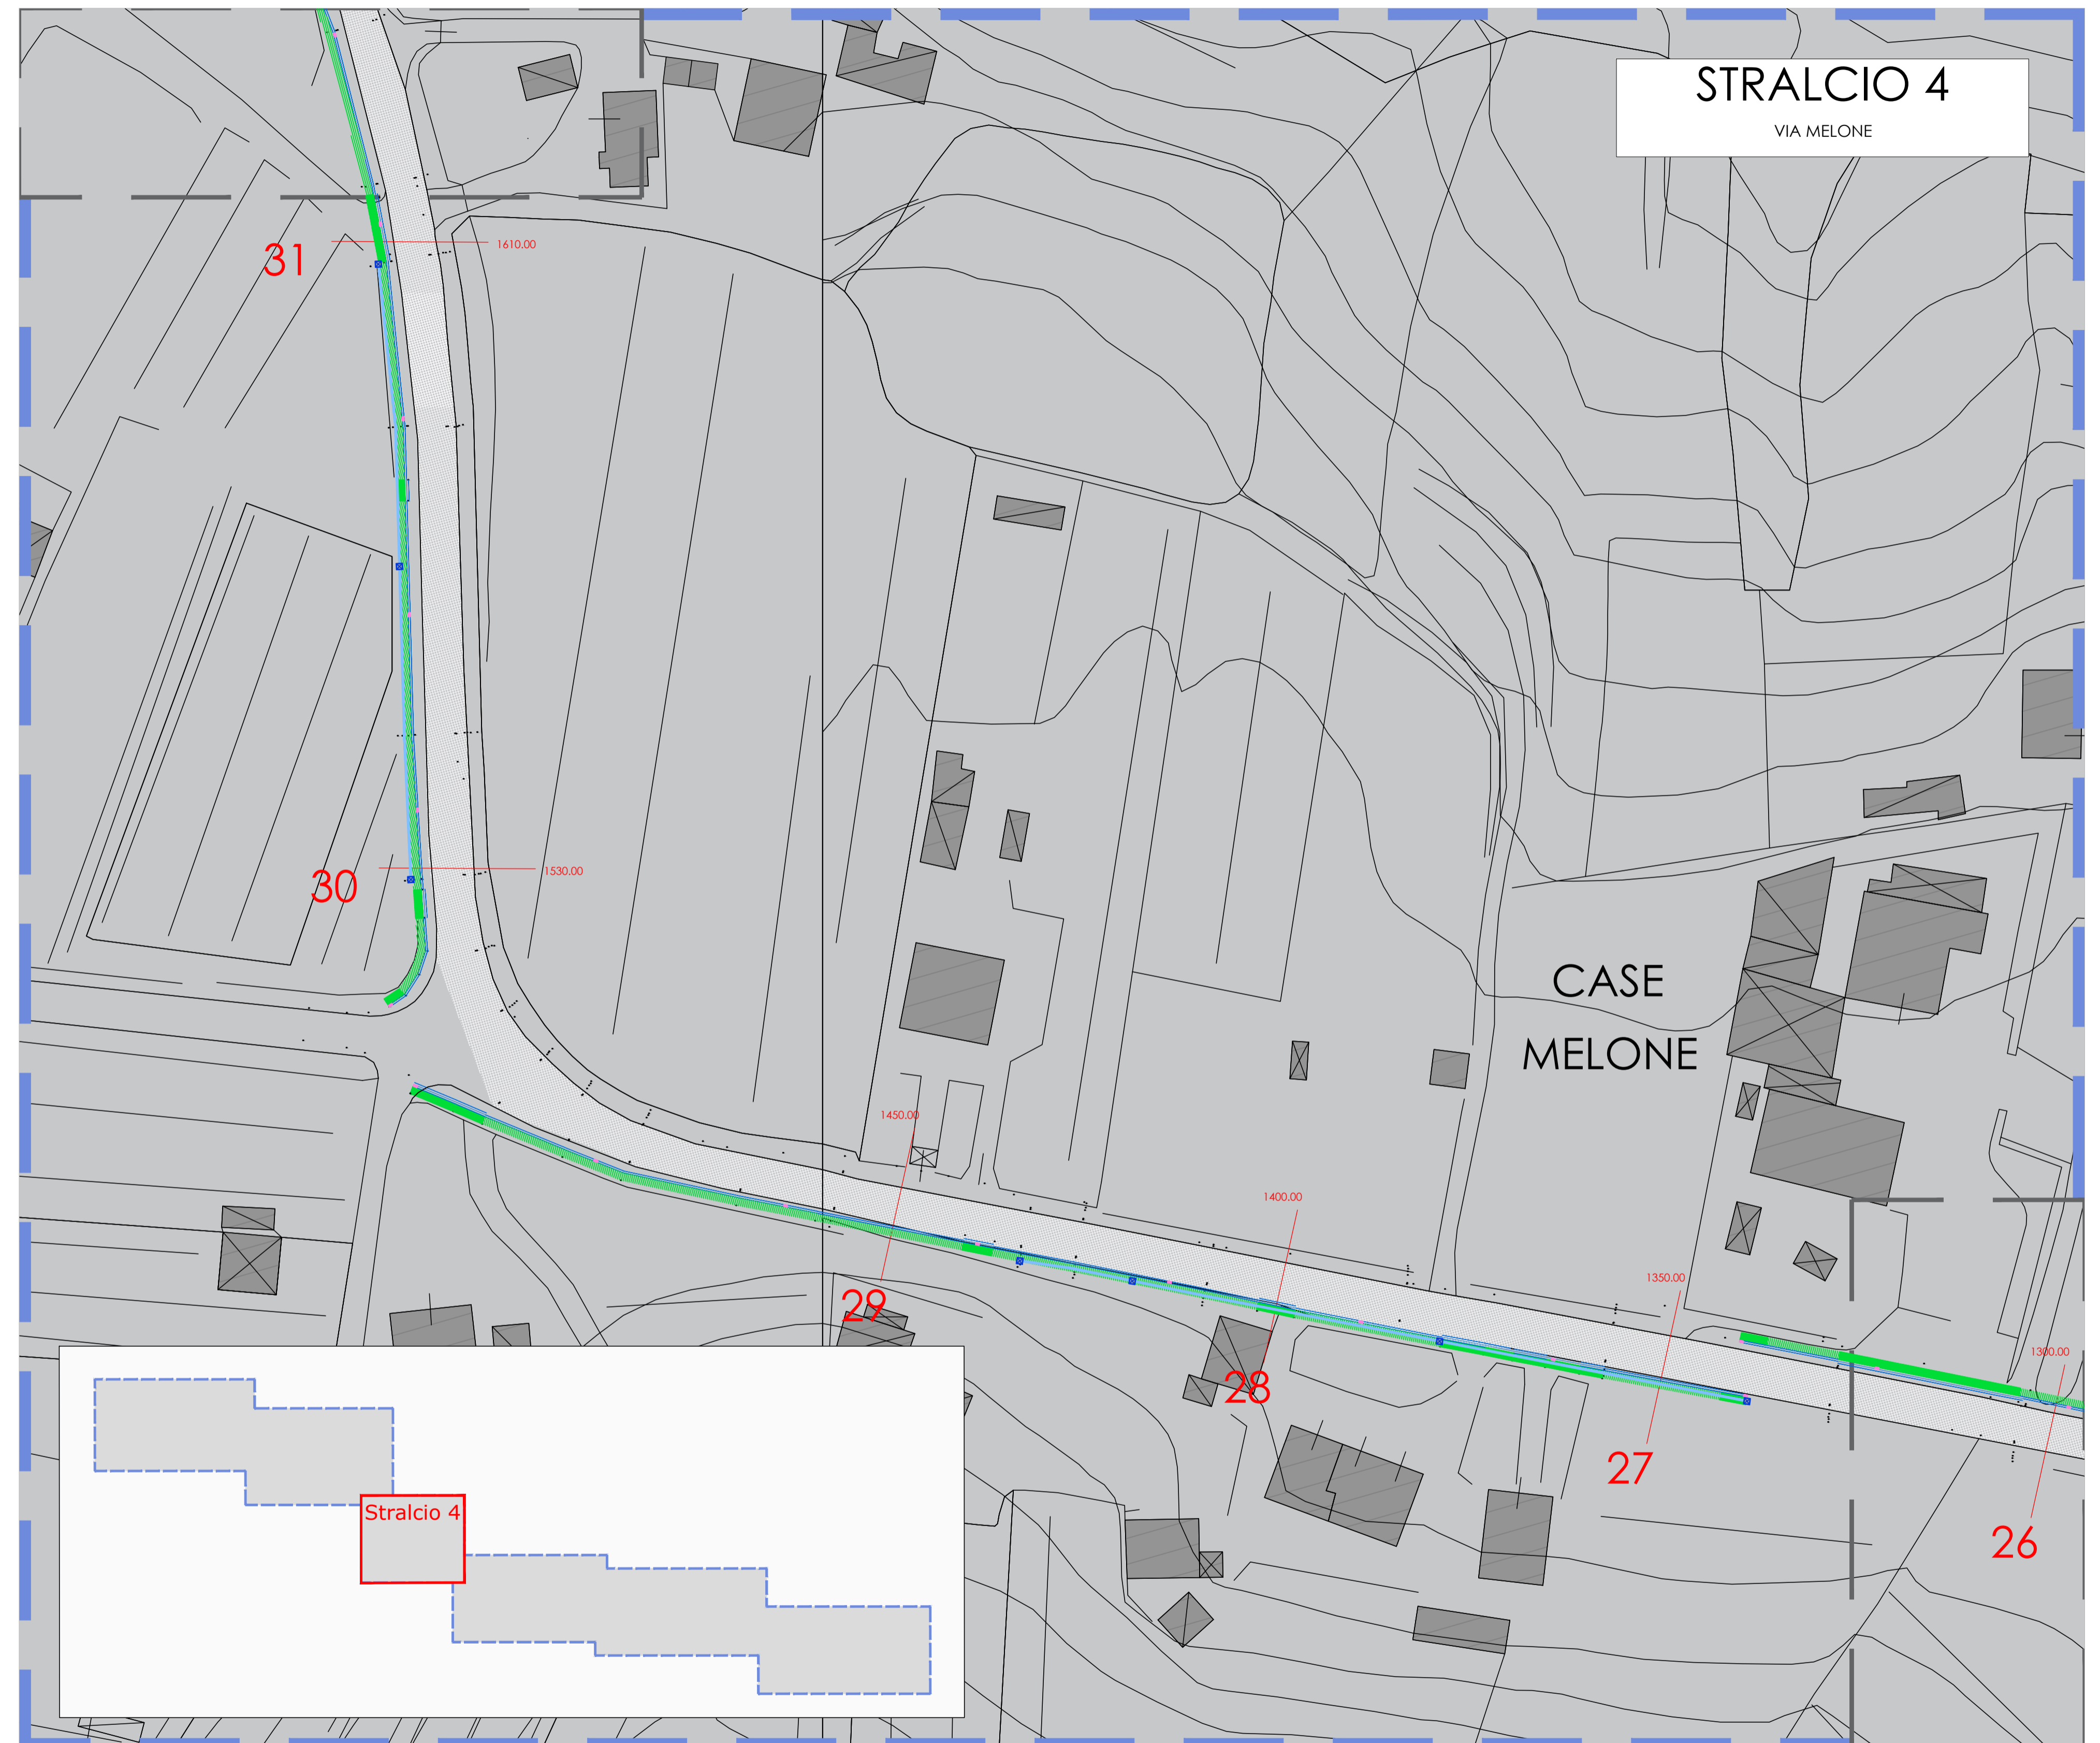 STRALCIO 4
VIA MELONE
31
1610.00
30
1530.00
CASE
MELONE
1450.00
29
1400.00
28
1350.00
27
1300.00
26
Stralcio 4